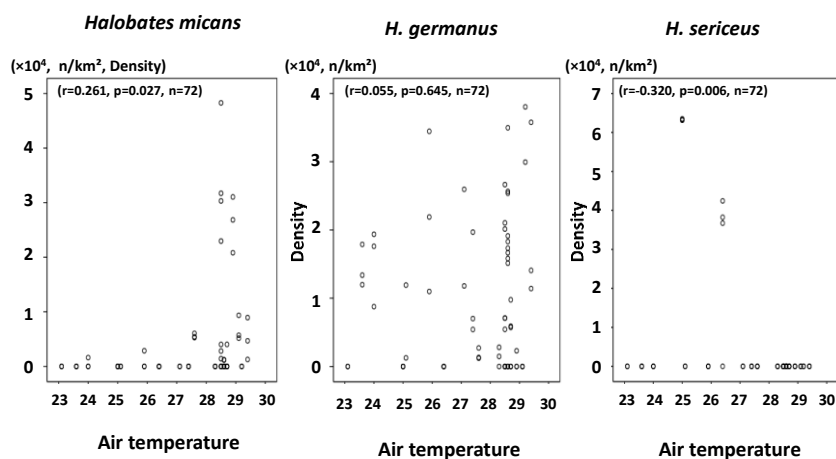 Halobates micans
H. germanus
H. sericeus
(×10⁴, n/km², Density)
(×10⁴, n/km²)
(×10⁴, n/km²)
(r=0.261, p=0.027, n=72)
5
4
3
2
1
0
23 24 25 26 27 28 29 30
Air temperature
(r=0.055, p=0.645, n=72)
Density
4
3
2
1
0
23 24 25 26 27 28 29 30
Air temperature
(r=-0.320, p=0.006, n=72)
Density
7
6
5
4
3
2
1
0
23 24 25 26 27 28 29 30
Air temperature